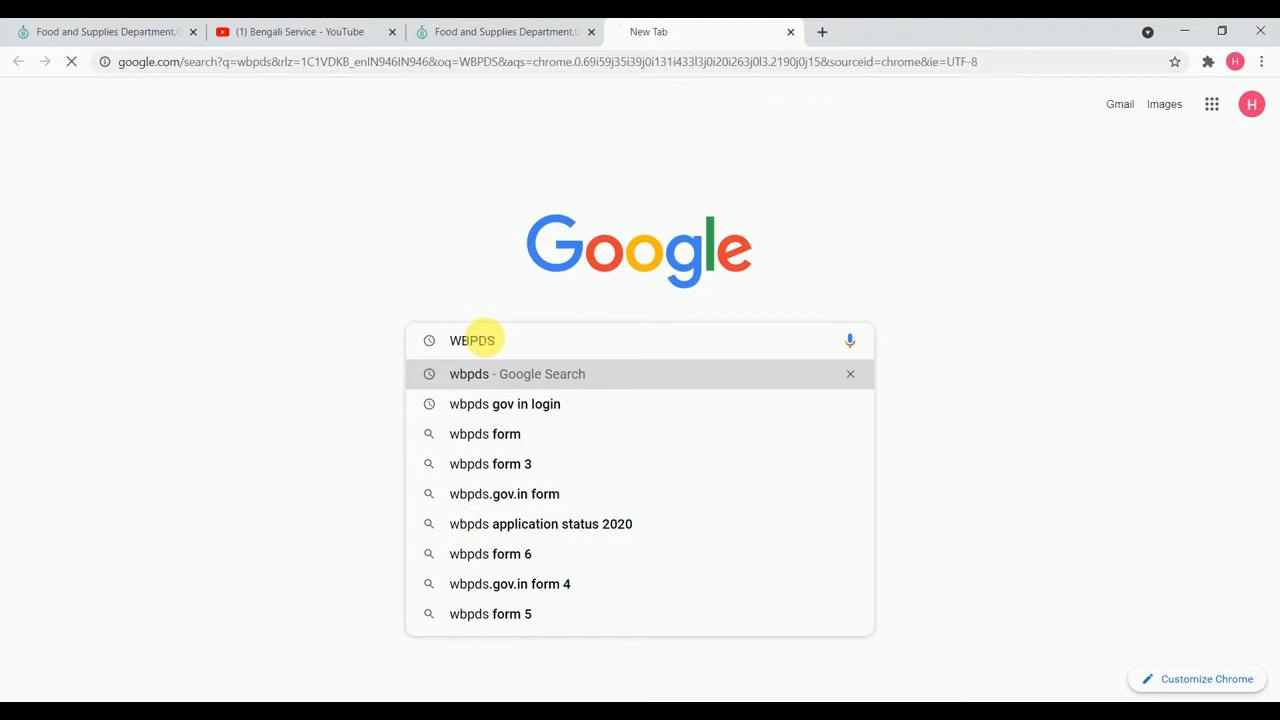 Food and Supplies Department,G
(1) Bengali Service - YouTube
Food and Supplies Department,G
New Tab
google.com/search?q=wbpds&rlz=1C1VDKB_enIN946IN946&oq=WBPDS&aqs=chrome.0.69i59j35i39j0i131i433l3j0i20i263j0l3.2190j0j15&sourceid=chrome&ie=UTF-8
H
Gmail Images H
Google
WBPDS
wbpds - Google Search
wbpds gov in login
wbpds form
wbpds form 3
wbpds.gov.in form
wbpds application status 2020
wbpds form 6
wbpds.gov.in form 4
wbpds form 5
Customize Chrome